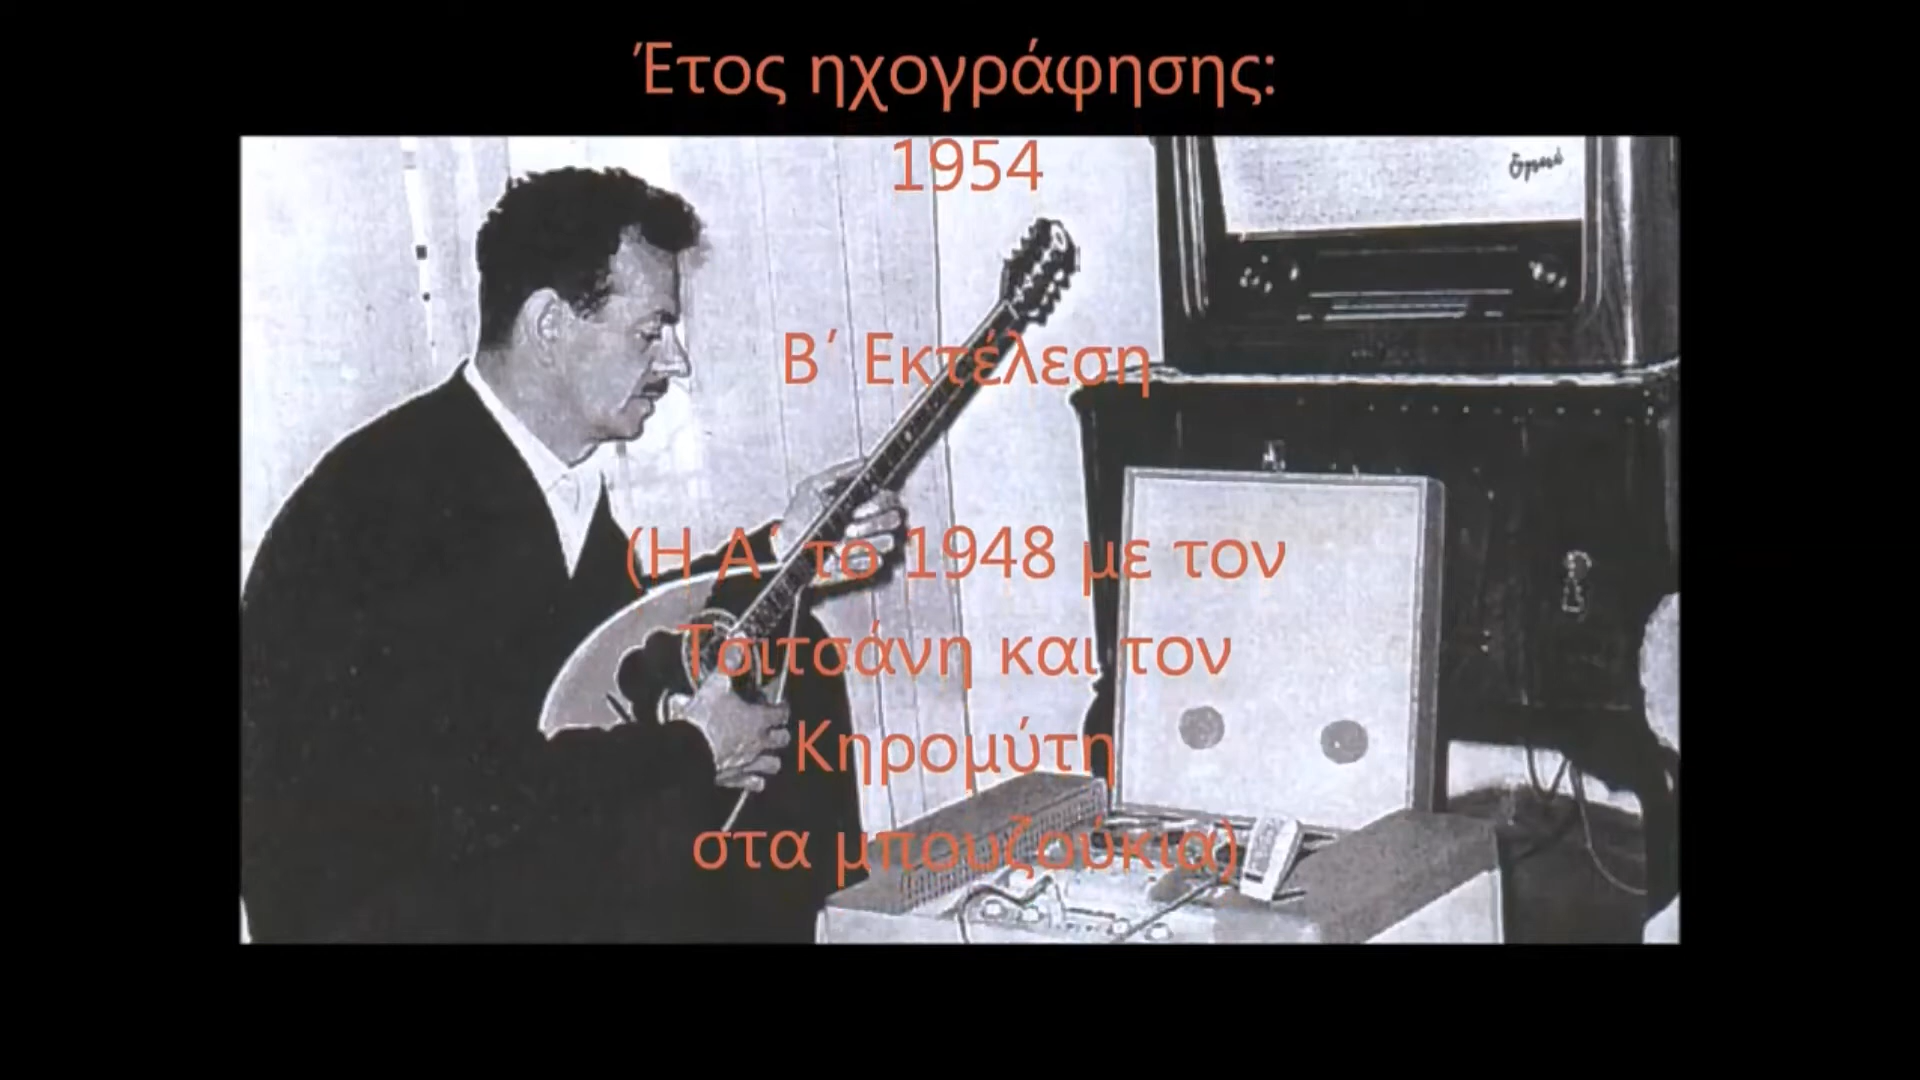 Έτος ηχογράφησης:
1954
Β΄ Εκτέλεση
(Η Α΄ το 1948 με τον
Τσιτσάνη και τον
Κηρομύτη
στα μπουζούκια)